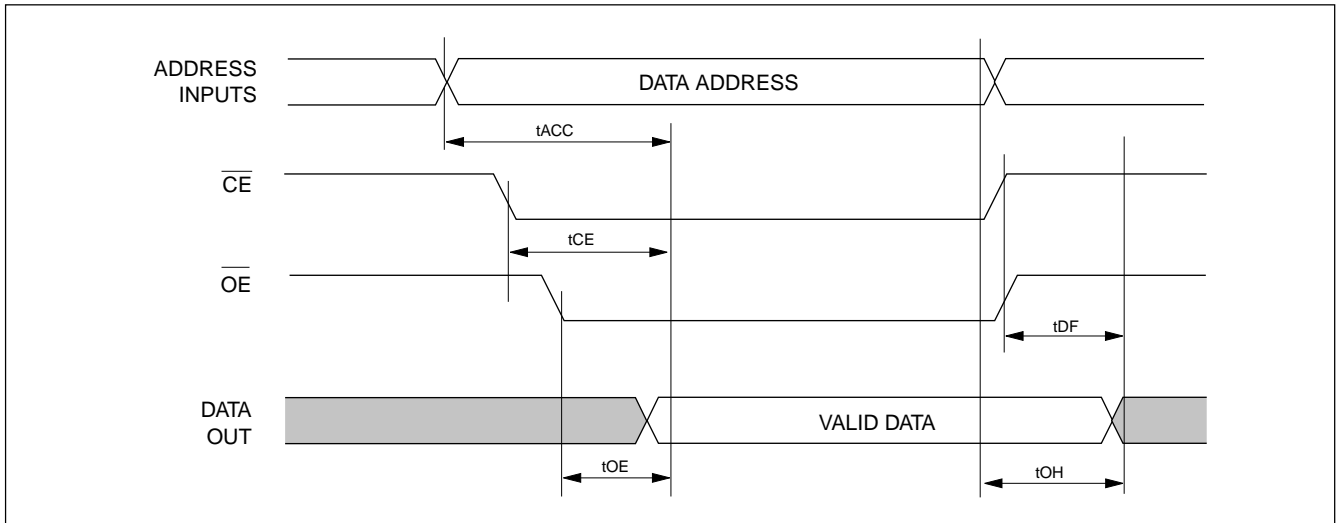 ADDRESS
INPUTS
DATA ADDRESS
tACC
CE
tCE
OE
tDF
DATA
OUT
VALID DATA
tOE
tOH